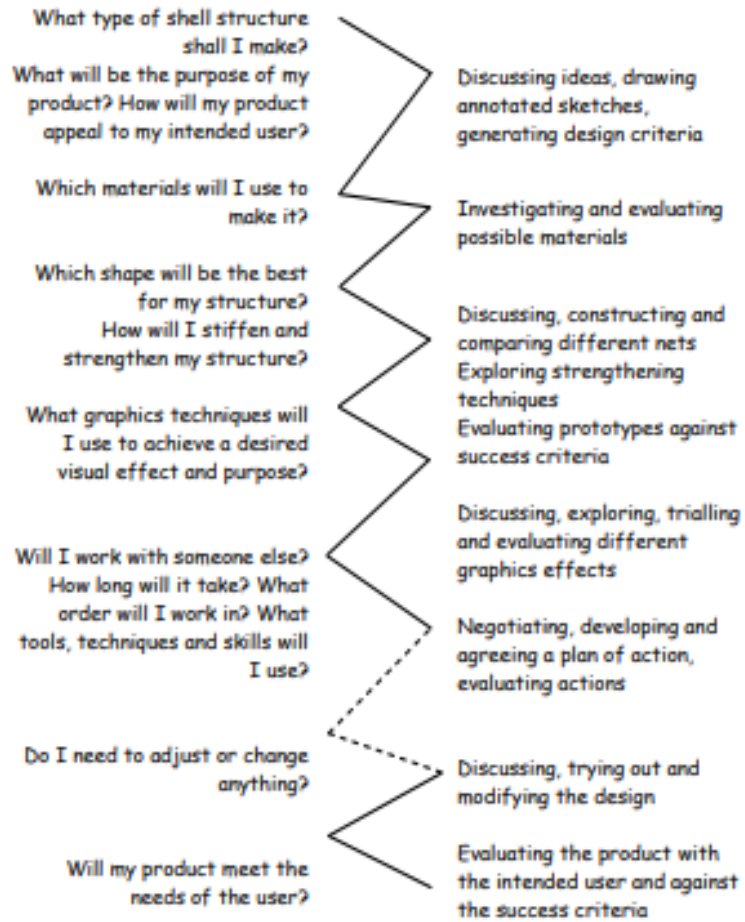 What type of shell structure
shall I make?
What will be the purpose of my
product? How will my product
appeal to my intended user?
Discussing ideas, drawing
annotated sketches,
generating design criteria
Which materials will I use to
make it?
Investigating and evaluating
possible materials
Which shape will be the best
for my structure?
How will I stiffen and
strengthen my structure?
Discussing, constructing and
comparing different nets
Exploring strengthening
techniques
Evaluating prototypes against
success criteria
What graphics techniques will
I use to achieve a desired
visual effect and purpose?
Discussing, exploring, trialling
and evaluating different
graphics effects
Will I work with someone else?
How long will it take? What
order will I work in? What
tools, techniques and skills will
I use?
Negotiating, developing and
agreeing a plan of action,
evaluating actions
Do I need to adjust or change
anything?
Discussing, trying out and
modifying the design
Will my product meet the
needs of the user?
Evaluating the product with
the intended user and against
the success criteria